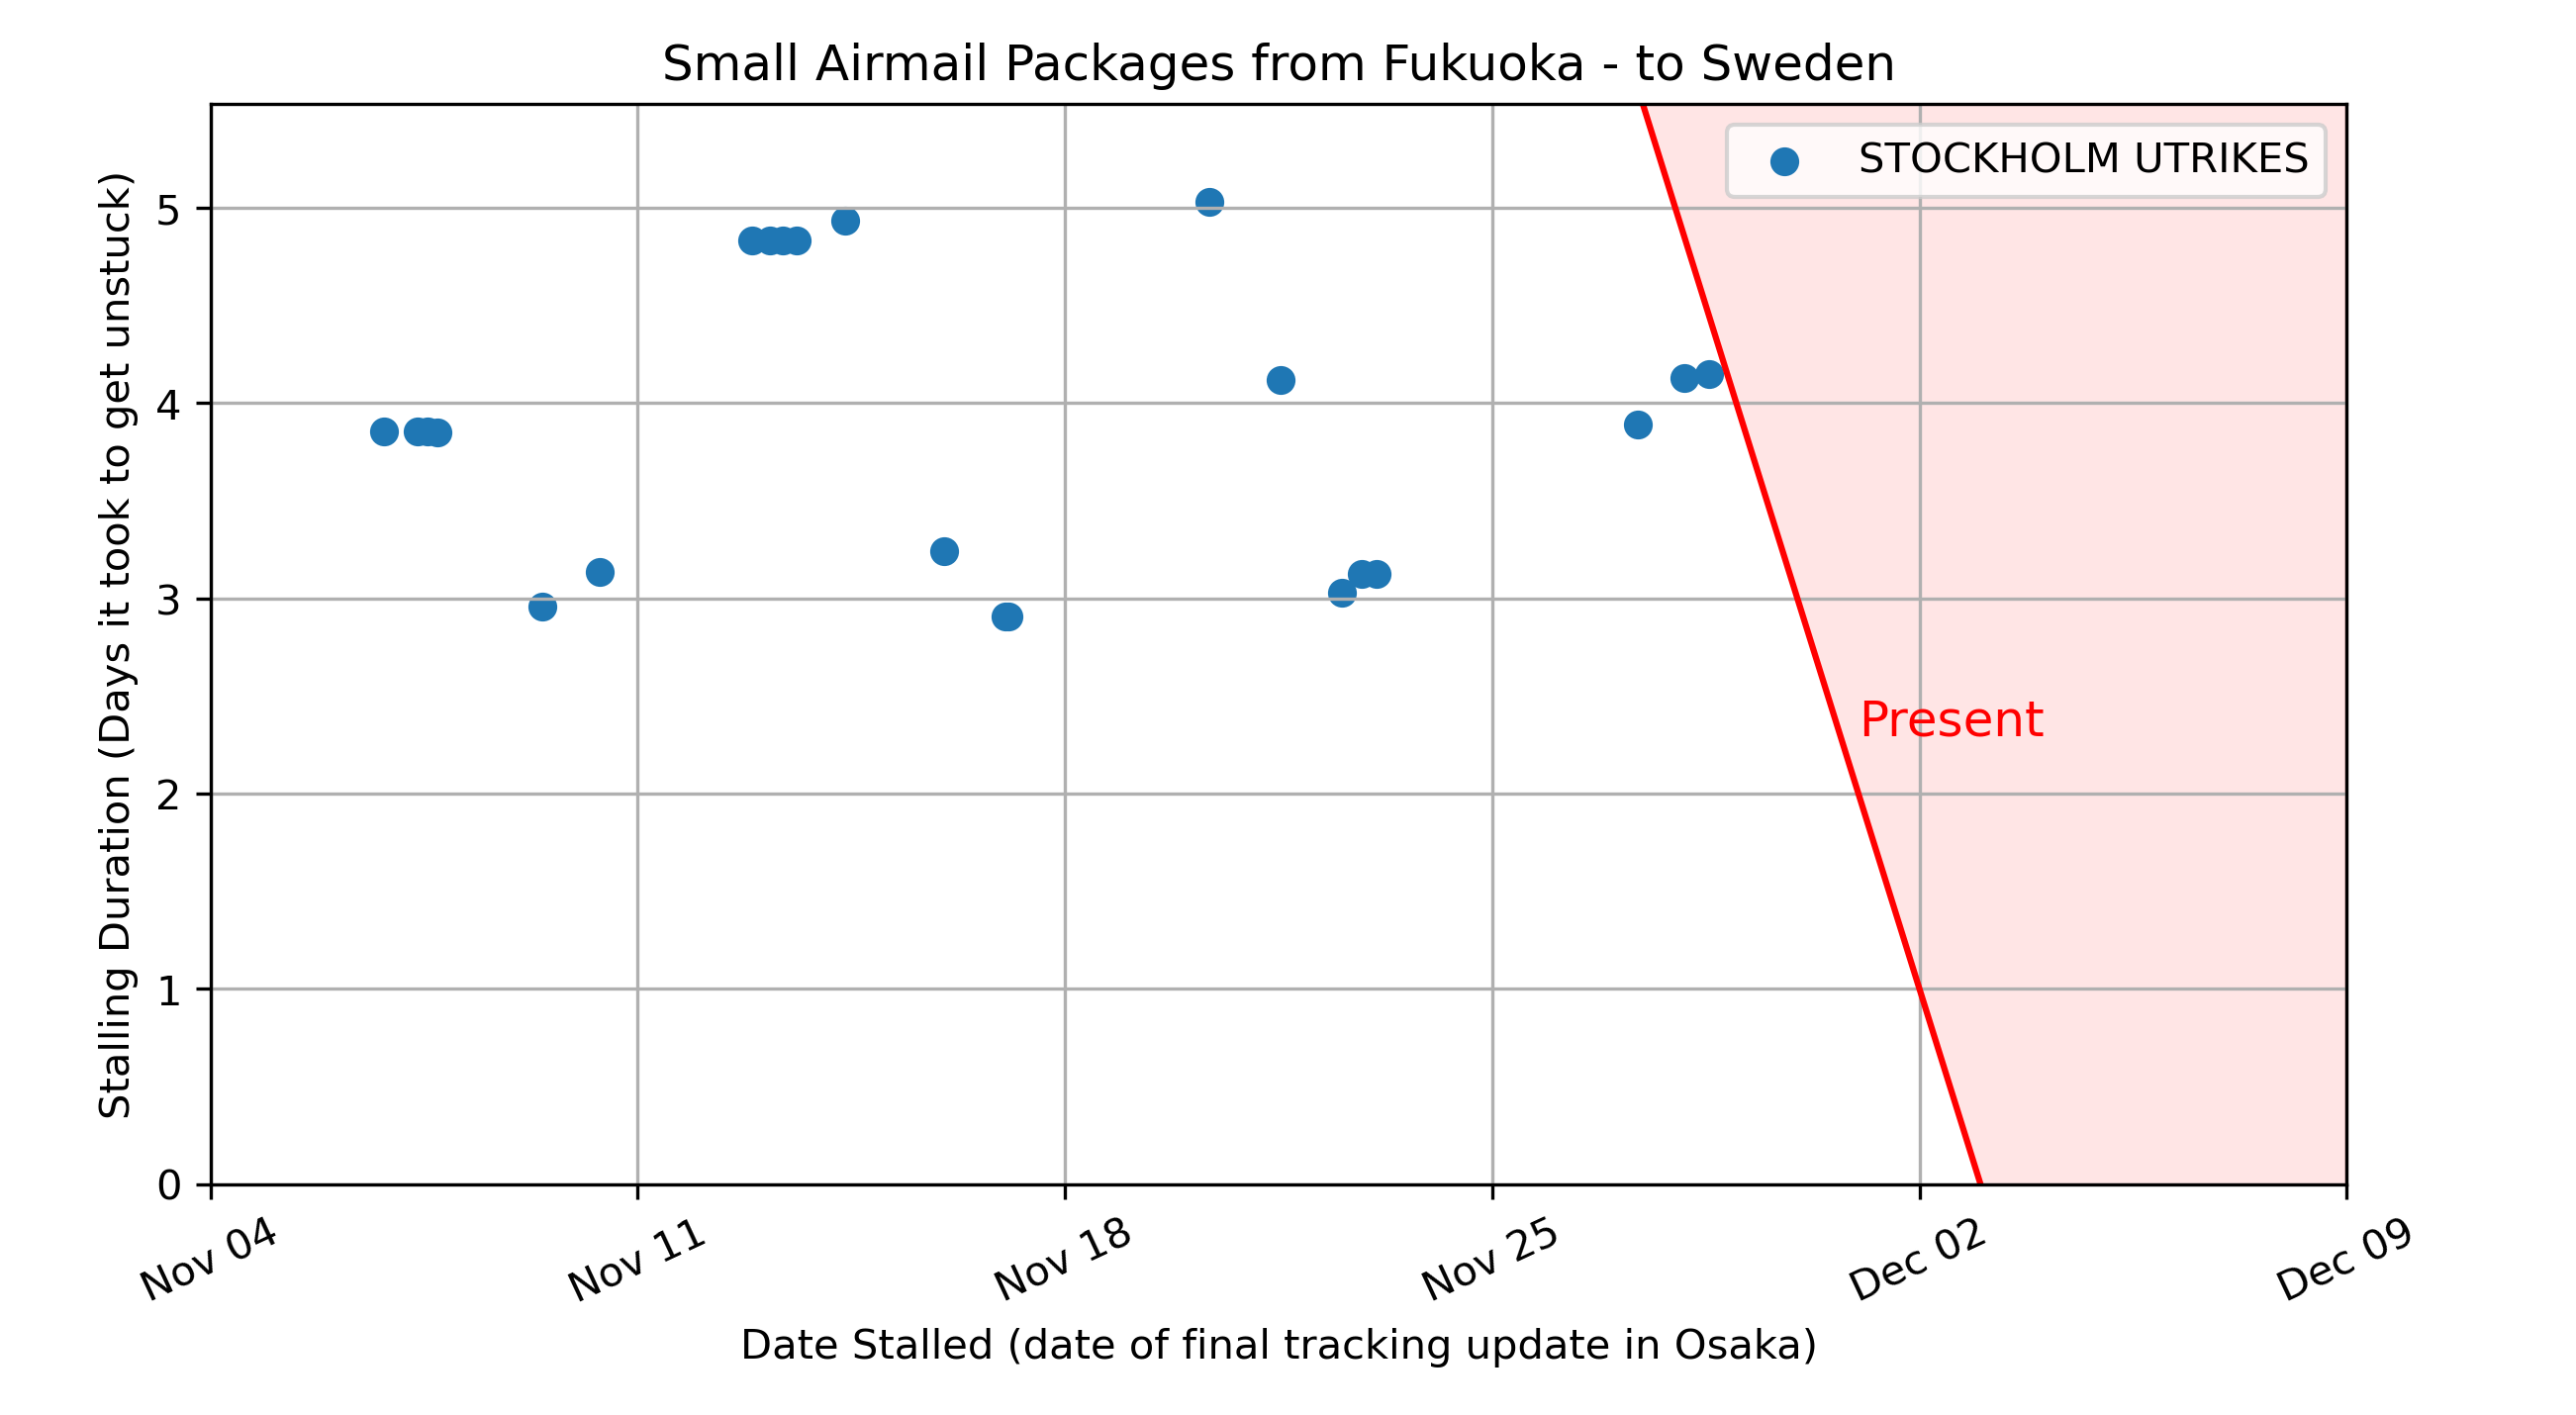 Small Airmail Packages from Fukuoka - to Sweden
STOCKHOLM UTRIKES
Stalling Duration (Days it took to get unstuck)
5
4
3
2
1
0
Present
Nov 04
Nov 11
Nov 18
Nov 25
Dec 02
Dec 09
Date Stalled (date of final tracking update in Osaka)